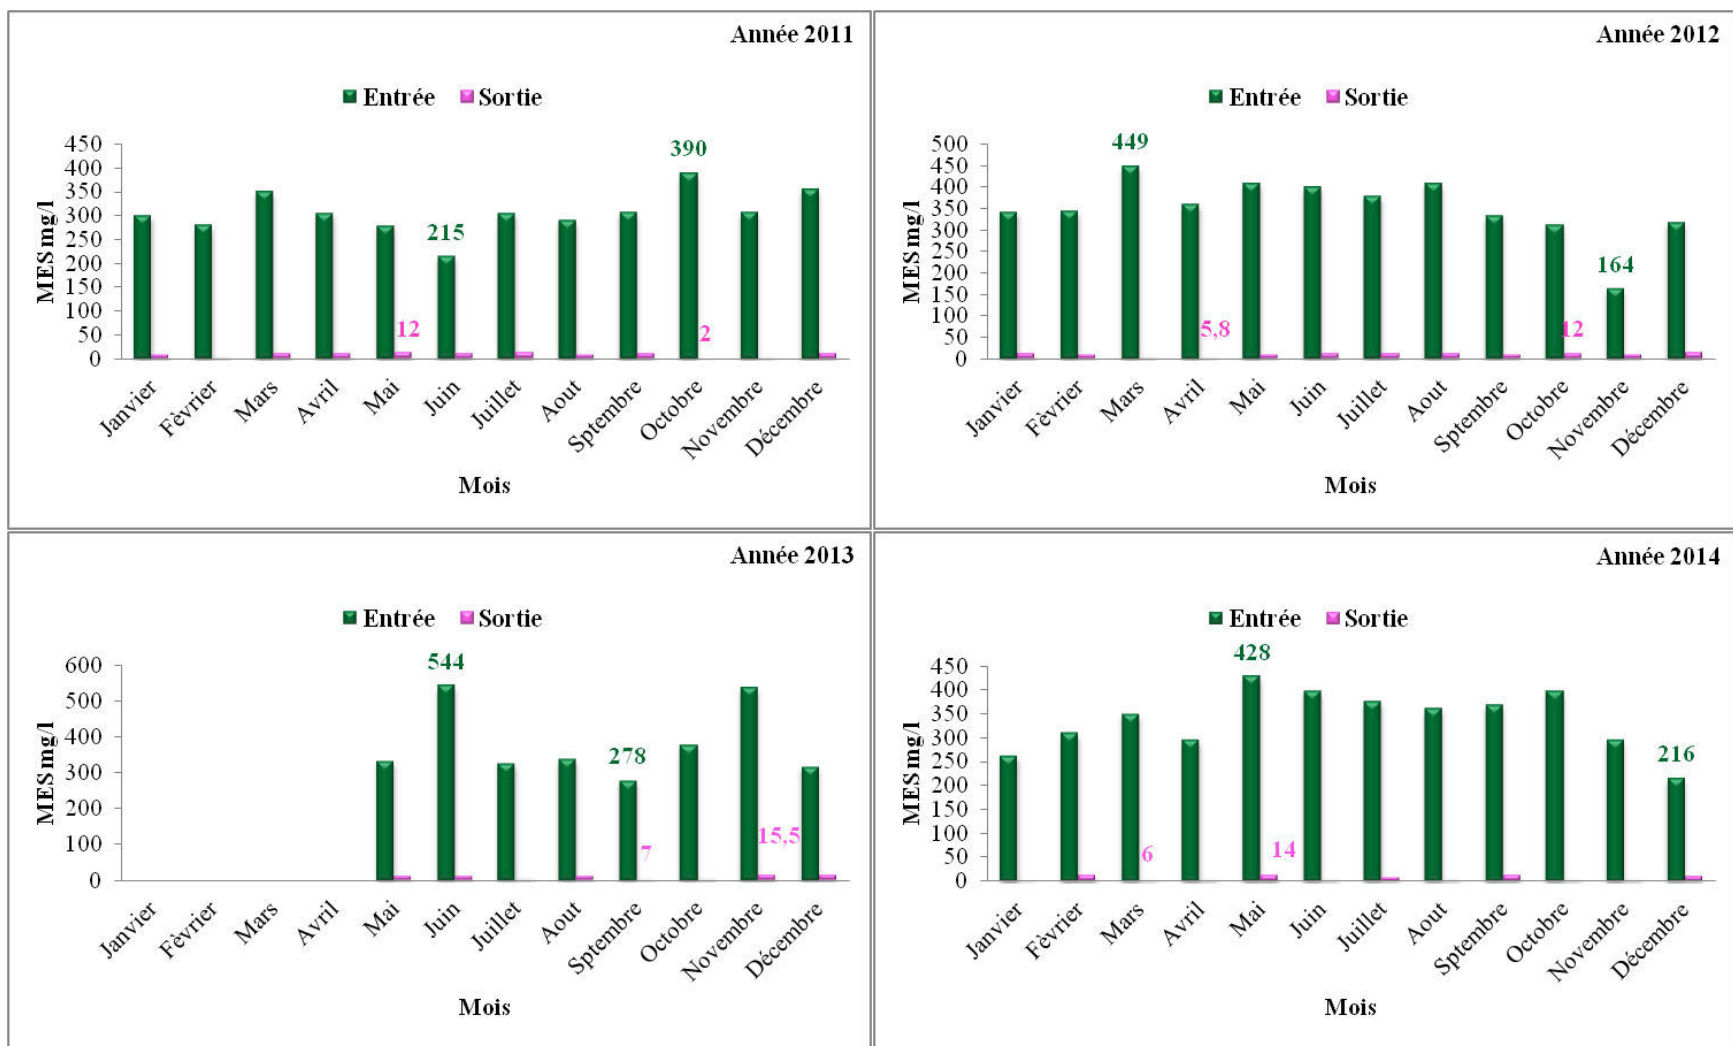 Année 2011
Entrée Sortie
450
400
350
300
250
200
150
100
50
0
MES mg/l
390
215
12
2
Janvier Fèvrier Mars Avril Mai Juin Juillet Aout Sptembre Octobre Novembre Décembre
Mois
Année 2012
Entrée Sortie
500
450
400
350
300
250
200
150
100
50
0
MES mg/l
449
164
5,8
12
Janvier Fèvrier Mars Avril Mai Juin Juillet Aout Sptembre Octobre Novembre Décembre
Mois
Année 2013
Entrée Sortie
600
500
400
300
200
100
0
MES mg/l
544
278
7
15,5
Janvier Fèvrier Mars Avril Mai Juin Juillet Aout Sptembre Octobre Novembre Décembre
Mois
Année 2014
Entrée Sortie
450
400
350
300
250
200
150
100
50
0
MES mg/l
428
216
6
14
Janvier Fèvrier Mars Avril Mai Juin Juillet Aout Sptembre Octobre Novembre Décembre
Mois